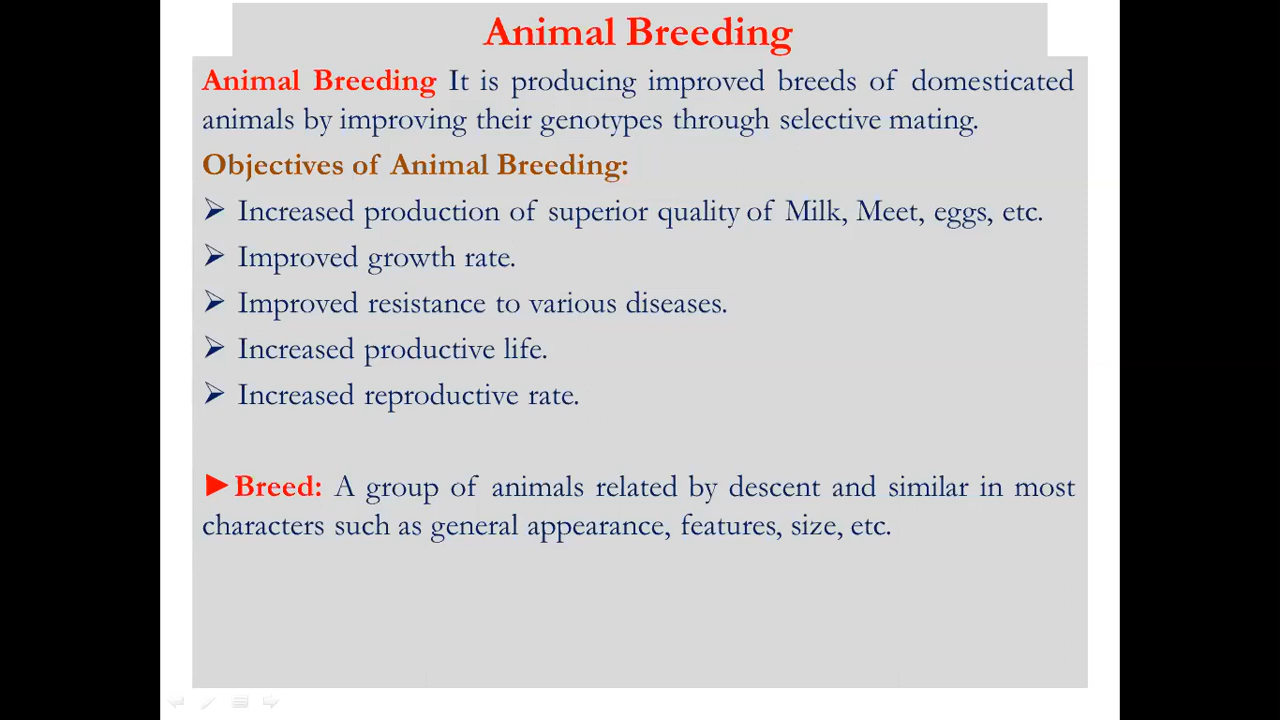 Animal Breeding
Animal Breeding It is producing improved breeds of domesticated
animals by improving their genotypes through selective mating.
Objectives of Animal Breeding:
➢ Increased production of superior quality of Milk, Meet, eggs, etc.
➢ Improved growth rate.
➢ Improved resistance to various diseases.
➢ Increased productive life.
➢ Increased reproductive rate.
►Breed: A group of animals related by descent and similar in most
characters such as general appearance, features, size, etc.